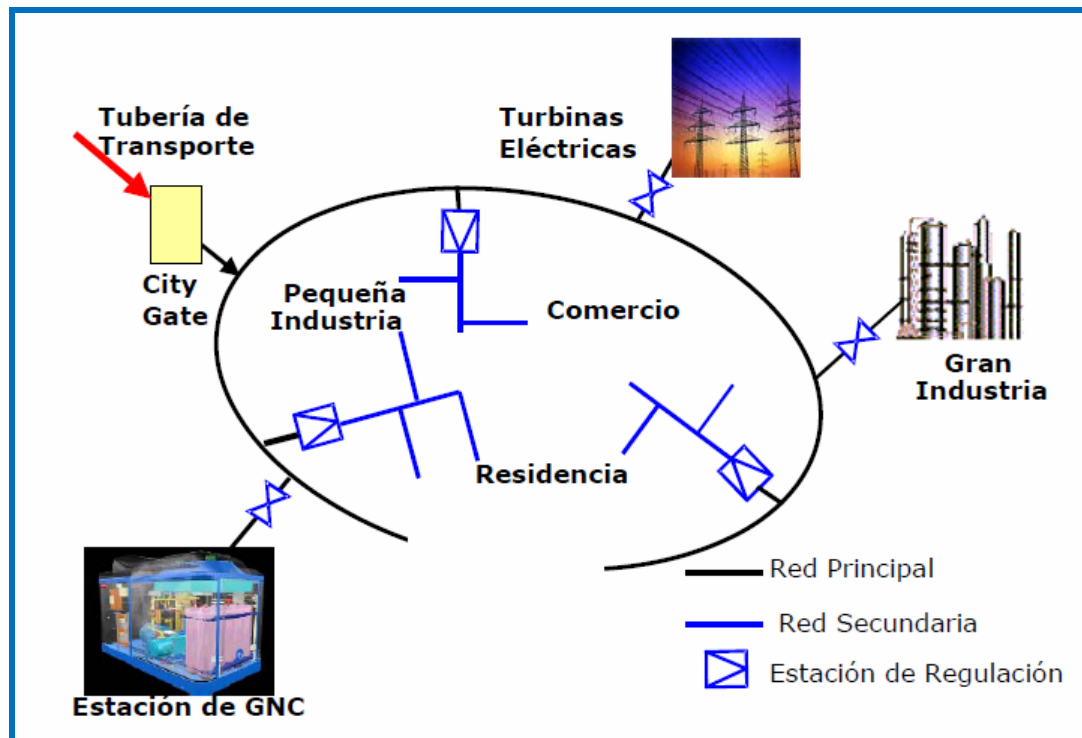 Tubería de
Transporte
City
Gate
Turbinas
Eléctricas
Pequeña
Industria
Comercio
Gran
Industria
Residencia
Estación de GNC
Red Principal
Red Secundaria
Estación de Regulación